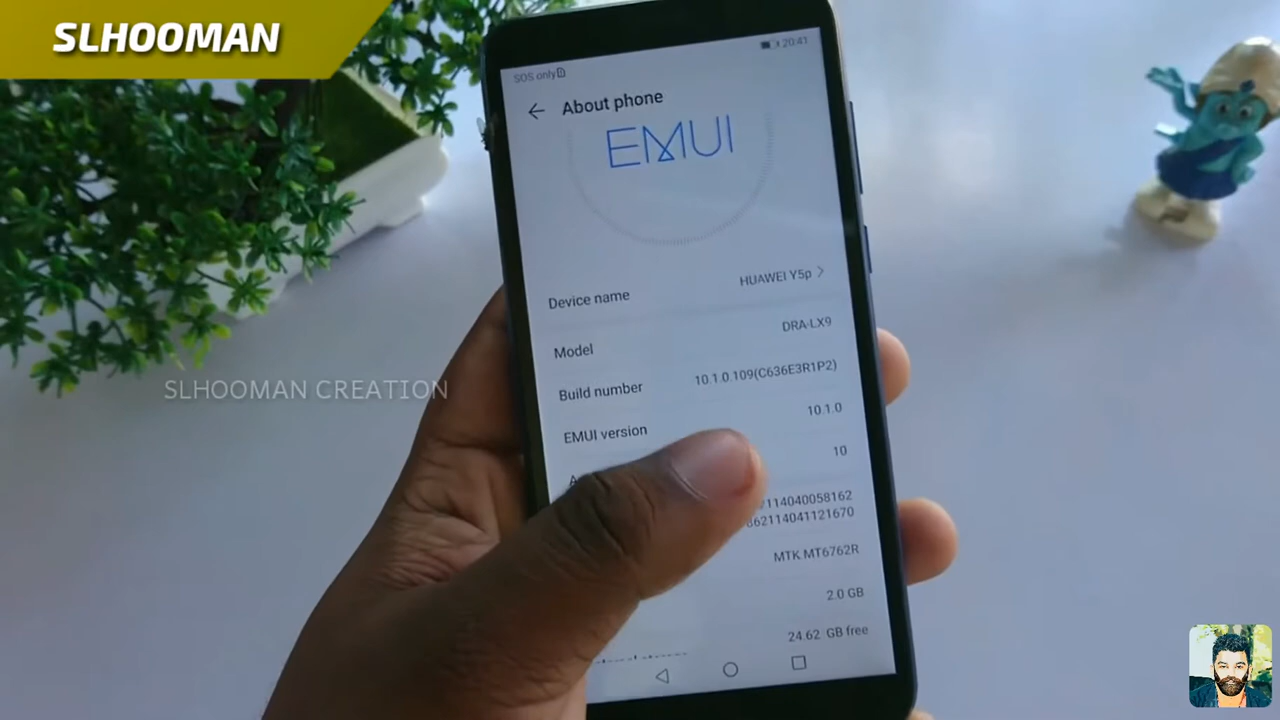 SLHOOMAN
SOS only
20:41
About phone
EMUI
Device name HUAWEI Y5p
Model DRA-LX9
Build number 10.1.0.109(C636E3R1P2)
EMUI version 10.1.0
10
114040058162
862114041121670
MTK MT6762R
2.0 GB
24.62 GB free
SLHOOMAN CREATION